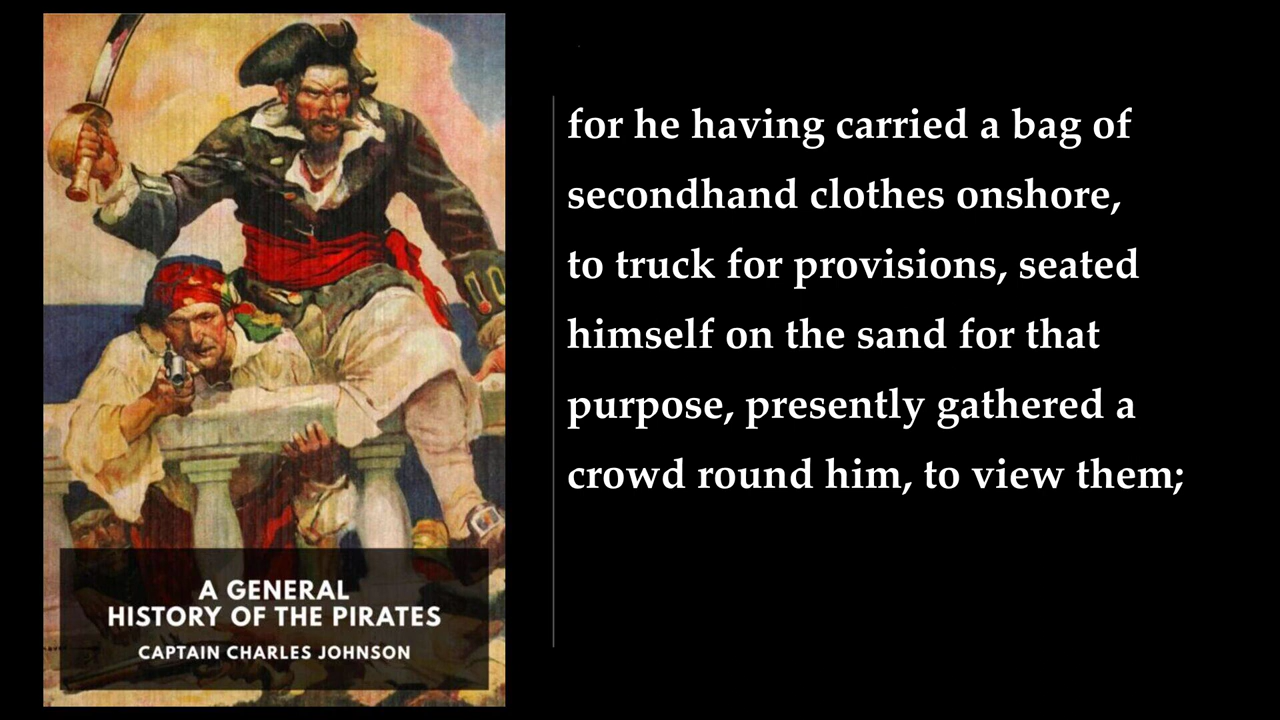 A GENERAL
HISTORY OF THE PIRATES
CAPTAIN CHARLES JOHNSON
for he having carried a bag of
secondhand clothes onshore,
to truck for provisions, seated
himself on the sand for that
purpose, presently gathered a
crowd round him, to view them;